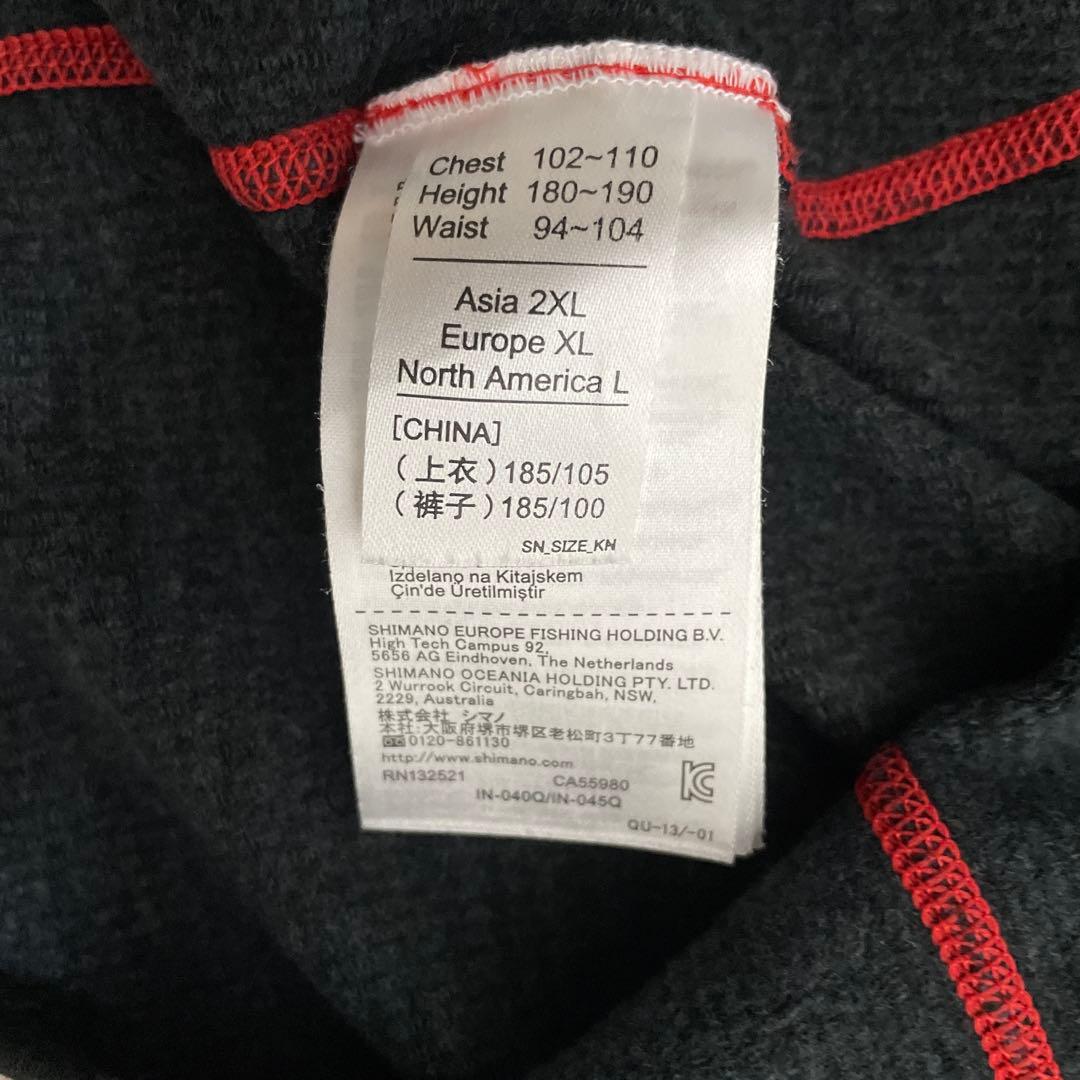 Chest 102~110
Height 180~190
Waist 94~104
Asia 2XL
Europe XL
North America L
[CHINA]
(上衣)185/105
(裤子)185/100
SN_SIZE_KN
Izdelano na Kitajskem
Çin'de Üretilmiştir
SHIMANO EUROPE FISHING HOLDING B.V.
High Tech Campus 92,
5656 AG Eindhoven, The Netherlands
SHIMANO OCEANIA HOLDING PTY. LTD.
2 Wurrook Circuit, Caringbah, NSW,
2229, Australia
株式会社 シマノ
本社:大阪府堺市堺区老松町3丁77番地
0120-861130
http://www.shimano.com
RN132521 CA55980
IN-040Q/IN-045Q
QU-13/-01